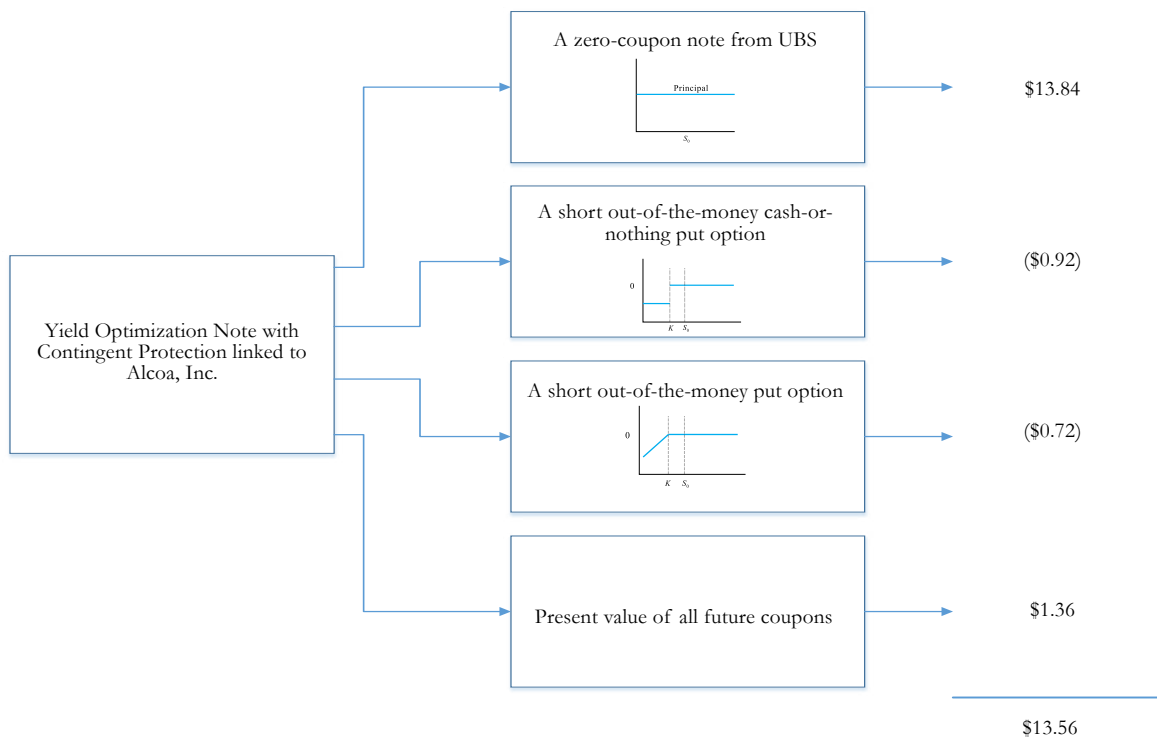 A zero-coupon note from UBS
Principal
S₀
$13.84
A short out-of-the-money cash-or-
nothing put option
0
K S₀
($0.92)
Yield Optimization Note with
Contingent Protection linked to
Alcoa, Inc.
A short out-of-the-money put option
0
K S₀
($0.72)
Present value of all future coupons
$1.36
$13.56